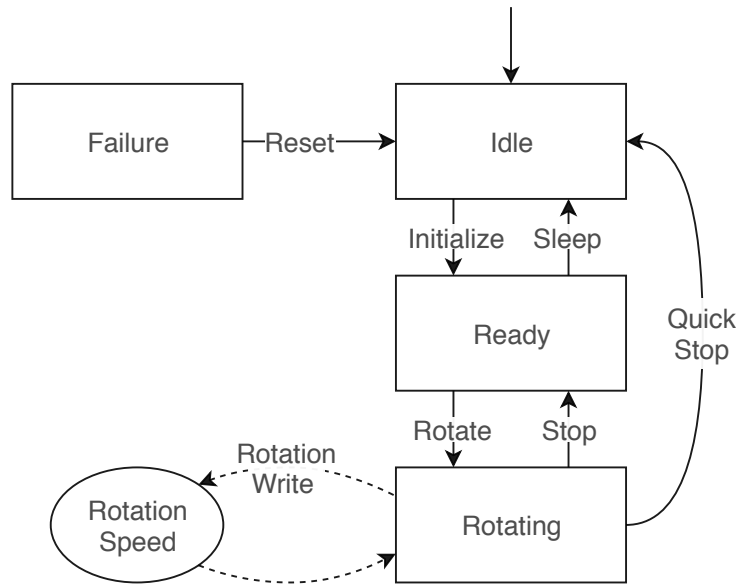 Failure
Reset
Idle
Initialize
Sleep
Ready
Quick
Stop
Rotate
Stop
Rotation
Write
Rotation
Speed
Rotating